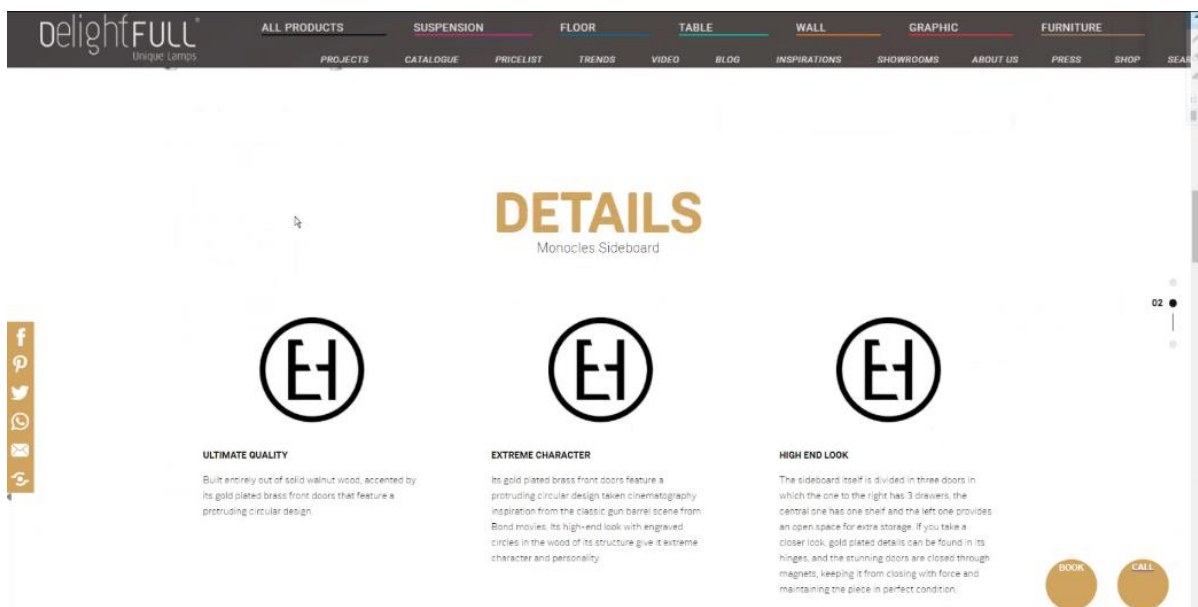 DelightFULL
Unique Lamps
ALL PRODUCTS SUSPENSION FLOOR TABLE WALL GRAPHIC FURNITURE
PROJECTS CATALOGUE PRICELIST TRENDS VIDEO BLOG INSPIRATIONS SHOWROOMS ABOUT US PRESS SHOP
DETAILS
Monocles Sideboard
02
EH EH EH
ULTIMATE QUALITY
Built entirely out of solid walnut wood, accented by
its gold plated brass front doors that feature a
protruding circular design.
EXTREME CHARACTER
Its gold plated brass front doors feature a
protruding circular design taken cinematography
inspiration from the classic gun barrel scene from
Bond movies. Its high-end look with engraved
circles in the wood of its structure give it extreme
character and personality
HIGH END LOOK
The sideboard itself is divided in three doors in
which the one to the right has 3 drawers, the
central one has one shelf and the left one provides
an open space for extra storage. If you take a
closer look, gold plated details can be found in its
hinges, and the stunning doors are closed through
magnets, keeping it from closing with force and
maintaining the piece in perfect condition.
BOOK CALL